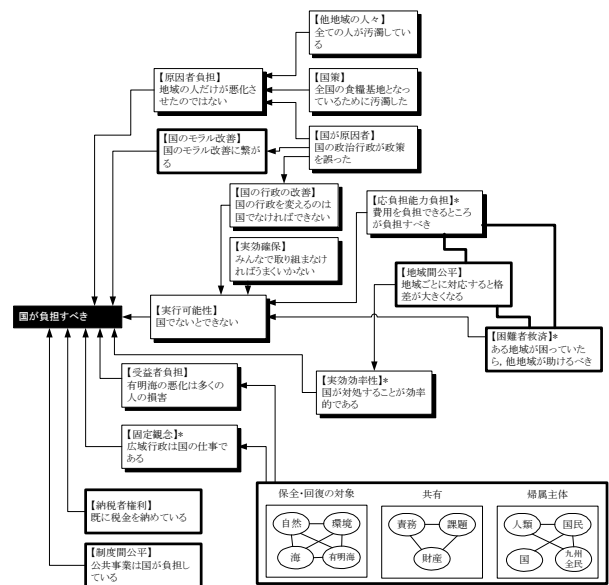 【他地域の人々】
全ての人が汚濁してい
る
【原因者負担】
地域の人だけが悪化さ
せたのではない
【国策】
全国の食糧基地となっ
ているために汚濁した
【国のモラル改善】
国のモラル改善に繋が
る
【国が原因者】
国の政治行政が政策
を誤った
【国の行政の改善】
国の行政を変えるのは
国でなければできない
【応負担能力負担】*
費用を負担できるところ
が負担すべき
【実効確保】
みんなで取り組まなけ
ればうまくいかない
【地域間公平】
地域ごとに対応すると格
差が大きくなる
国が負担すべき
【実行可能性】
国でないとできない
【困難者救済】*
ある地域が困っていた
ら，他地域が助けるべき
【受益者負担】
有明海の悪化は多くの
人の損害
【実効効率性】*
国が対処することが効率
的である
【固定観念】*
広域行政は国の仕事で
ある
【納税者権利】
既に税金を納めている
【制度間公平】
公共事業は国が負担し
ている
保全・回復の対象
自然
環境
海
有明海
共有
責務
課題
財産
帰属主体
人類
国民
国
九州
全民